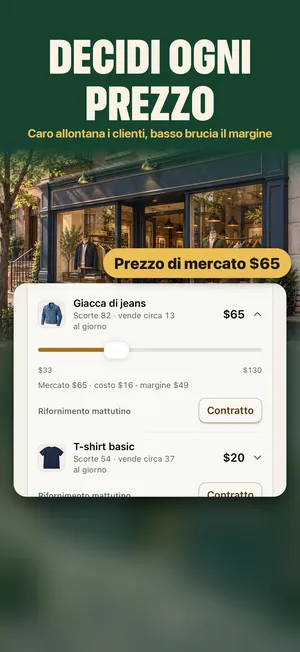 DECIDI OGNI
PREZZO
Caro allontana i clienti, basso brucia il margine
Prezzo di mercato $65
Giacca di jeans
Scorte 82 · vende circa 13
al giorno
$65
$33
$130
Mercato $65 · costo $16 · margine $49
Rifornimento mattutino
Contratto
T-shirt basic
Scorte 54 · vende circa 37
al giorno
$20
Rifornimento mattutino
Contratto